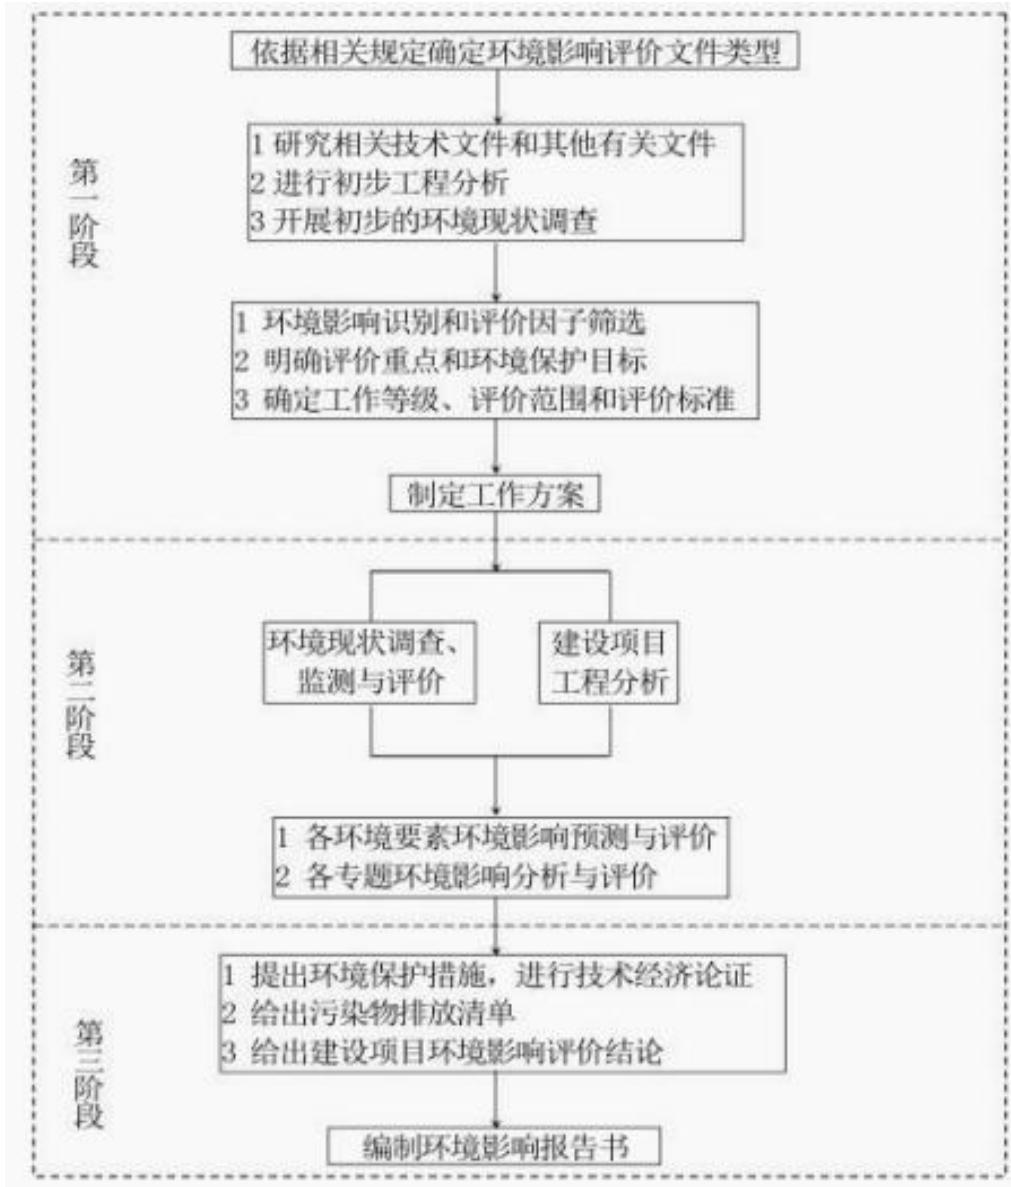 依据相关规定确定环境影响评价文件类型
第一阶段
1 研究相关技术文件和其他有关文件
2 进行初步工程分析
3 开展初步的环境现状调查
1 环境影响识别和评价因子筛选
2 明确评价重点和环境保护目标
3 确定工作等级、评价范围和评价标准
制定工作方案
第二阶段
环境现状调查、
监测与评价
建设项目
工程分析
1 各环境要素环境影响预测与评价
2 各专题环境影响分析与评价
第三阶段
1 提出环境保护措施，进行技术经济论证
2 给出污染物排放清单
3 给出建设项目环境影响评价结论
编制环境影响报告书